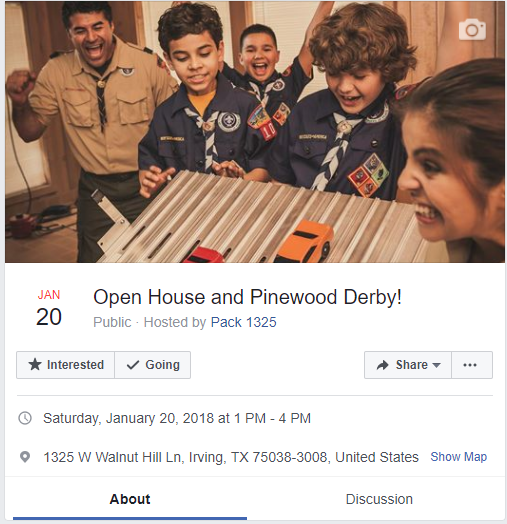 JAN
20
Open House and Pinewood Derby!
Public · Hosted by Pack 1325
Interested
Going
Share
Saturday, January 20, 2018 at 1 PM - 4 PM
1325 W Walnut Hill Ln, Irving, TX 75038-3008, United States Show Map
About Discussion